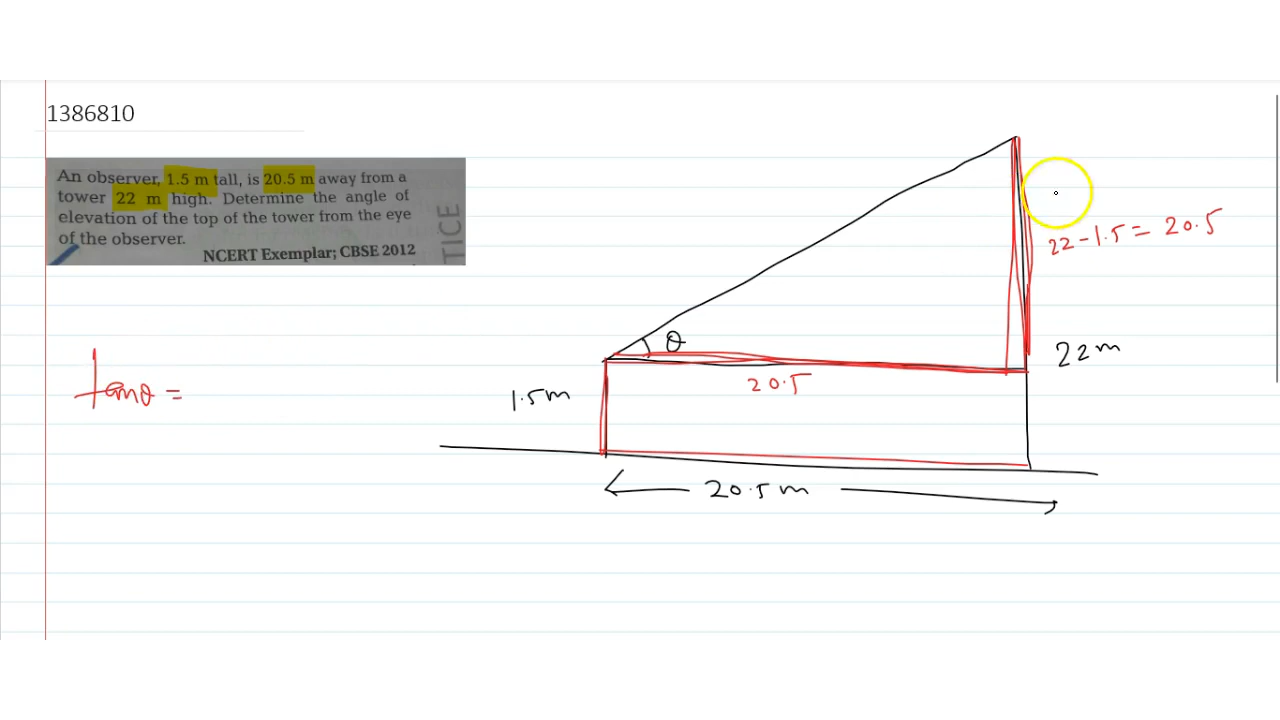 1386810
An observer, 1.5 m tall, is 20.5 m away from a
tower 22 m high. Determine the angle of
elevation of the top of the tower from the eye
of the observer.
NCERT Exemplar; CBSE 2012
TICE
θ
22-1.5 = 20.5
22m
20.5
1.5m
tanθ =
20.5m